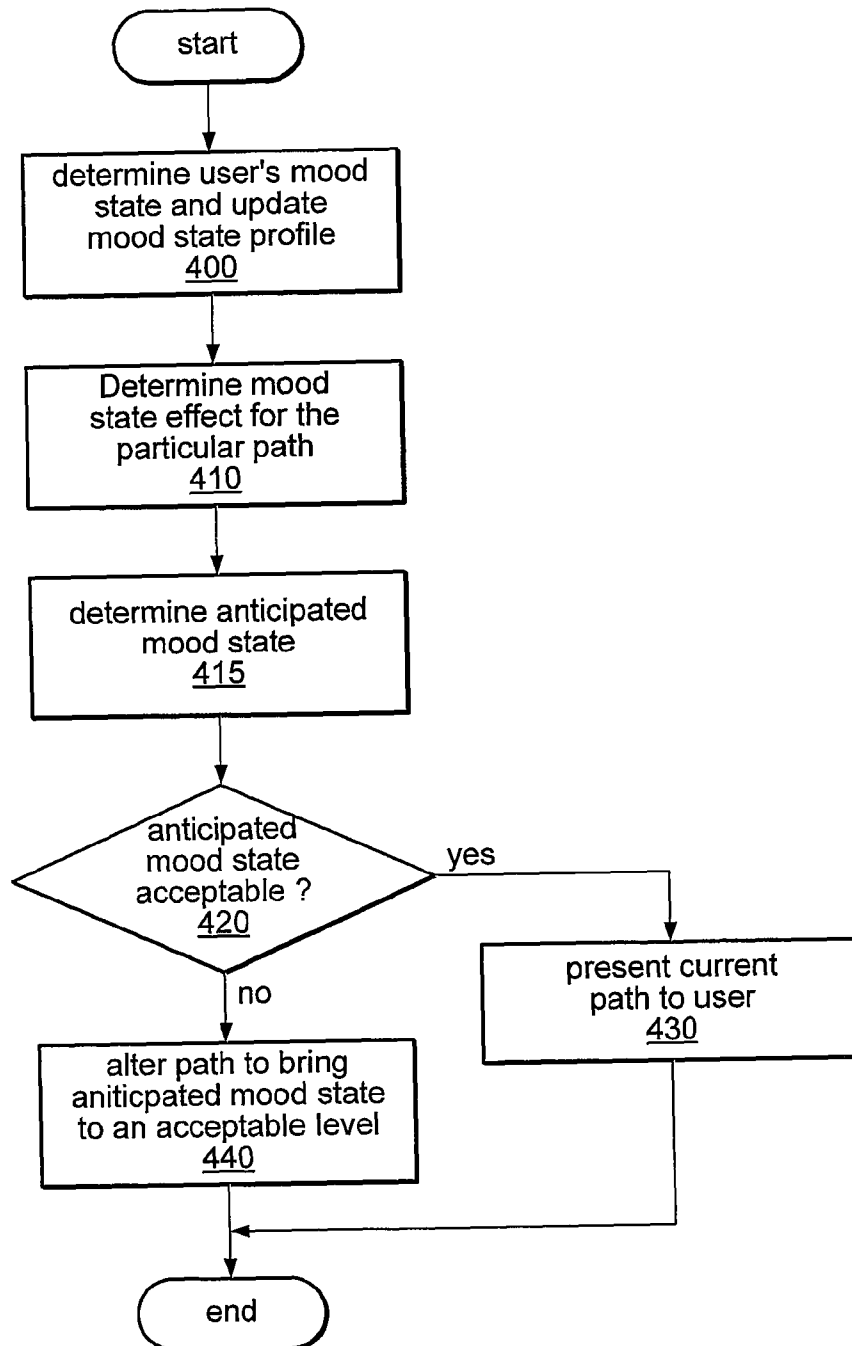 start
determine user's mood
state and update
mood state profile
400
Determine mood
state effect for the
particular path
410
determine anticipated
mood state
415
anticipated
mood state
acceptable ?
420
yes
no
present current
path to user
430
alter path to bring
aniticpated mood state
to an acceptable level
440
end